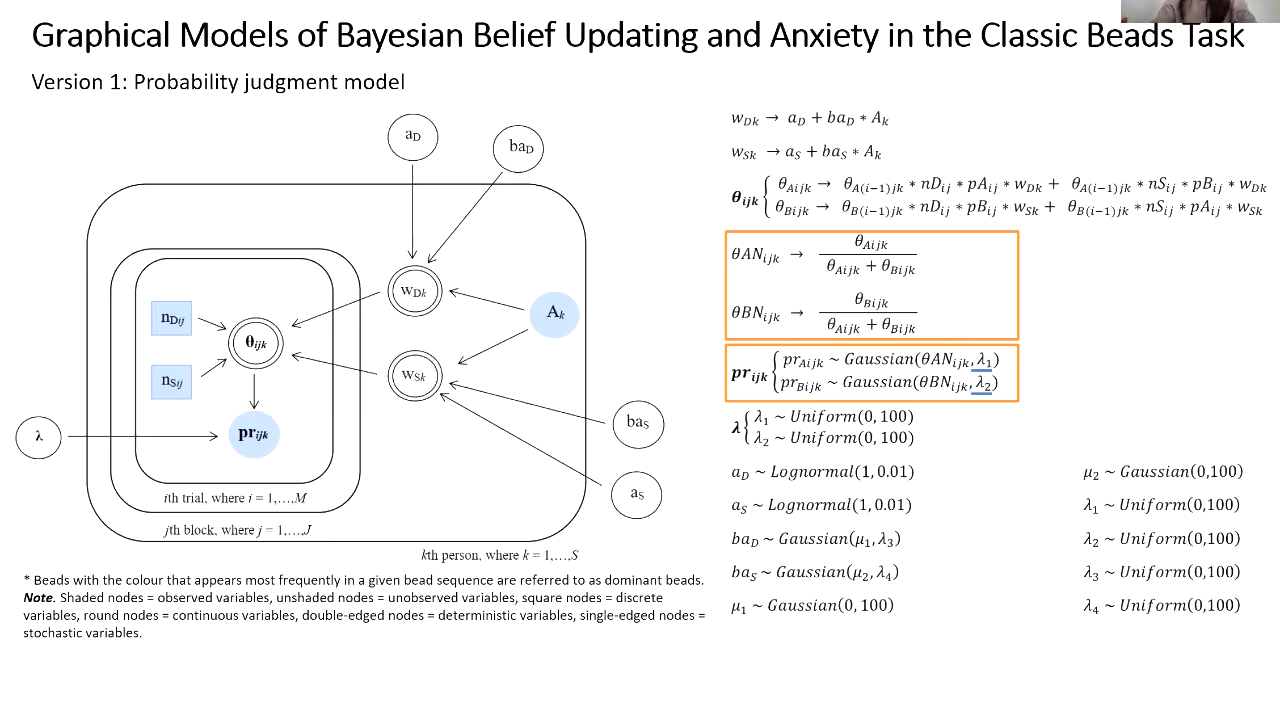 Graphical Models of Bayesian Belief Updating and Anxiety in the Classic Beads Task
Version 1: Probability judgment model
a_D
ba_D
w_Dk
A_k
n_Dij
θ_ijk
n_Sij
w_Sk
λ
pr_ijk
ba_S
a_S
ith trial, where i = 1,…,M
jth block, where j = 1,…,J
kth person, where k = 1,…,S
* Beads with the colour that appears most frequently in a given bead sequence are referred to as dominant beads.
Note. Shaded nodes = observed variables, unshaded nodes = unobserved variables, square nodes = discrete
variables, round nodes = continuous variables, double-edged nodes = deterministic variables, single-edged nodes =
stochastic variables.
w_Dk → a_D + ba_D * A_k
w_Sk → a_S + ba_S * A_k
θ_ijk { θ_Aijk → θ_A(i−1)jk * nD_ij * pA_ij * w_Dk + θ_A(i−1)jk * nS_ij * pB_ij * w_Dk
θ_Bijk → θ_B(i−1)jk * nD_ij * pB_ij * w_Sk + θ_B(i−1)jk * nS_ij * pA_ij * w_Sk
θAN_ijk → θ_Aijk / (θ_Aijk + θ_Bijk)
θBN_ijk → θ_Bijk / (θ_Aijk + θ_Bijk)
pr_ijk { pr_Aijk ~ Gaussian(θAN_ijk, λ_1)
pr_Bijk ~ Gaussian(θBN_ijk, λ_2)
λ { λ_1 ~ Uniform(0, 100)
λ_2 ~ Uniform(0, 100)
a_D ~ Lognormal(1, 0.01)
a_S ~ Lognormal(1, 0.01)
ba_D ~ Gaussian(μ_1, λ_3)
ba_S ~ Gaussian(μ_2, λ_4)
μ_1 ~ Gaussian(0, 100)
μ_2 ~ Gaussian(0,100)
λ_1 ~ Uniform(0,100)
λ_2 ~ Uniform(0,100)
λ_3 ~ Uniform(0,100)
λ_4 ~ Uniform(0,100)